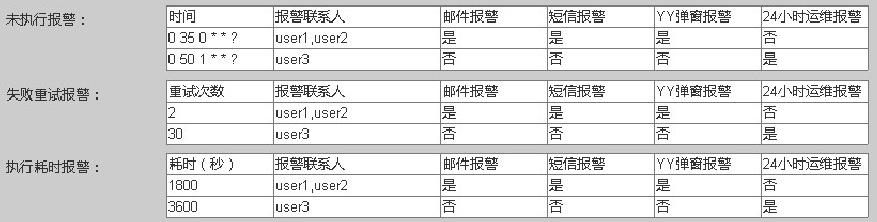 未执行报警： 时间 报警联系人 邮件报警 短信报警 YY弹窗报警 24小时运维报警
0 35 0 * * ? user1,user2 是 是 是 否
0 50 1 * * ? user3 否 否 否 是
失败重试报警： 重试次数 报警联系人 邮件报警 短信报警 YY弹窗报警 24小时运维报警
2 user1,user2 是 是 是 否
30 user3 否 否 否 是
执行耗时报警： 耗时（秒） 报警联系人 邮件报警 短信报警 YY弹窗报警 24小时运维报警
1800 user1,user2 是 是 是 否
3600 user3 否 否 否 是